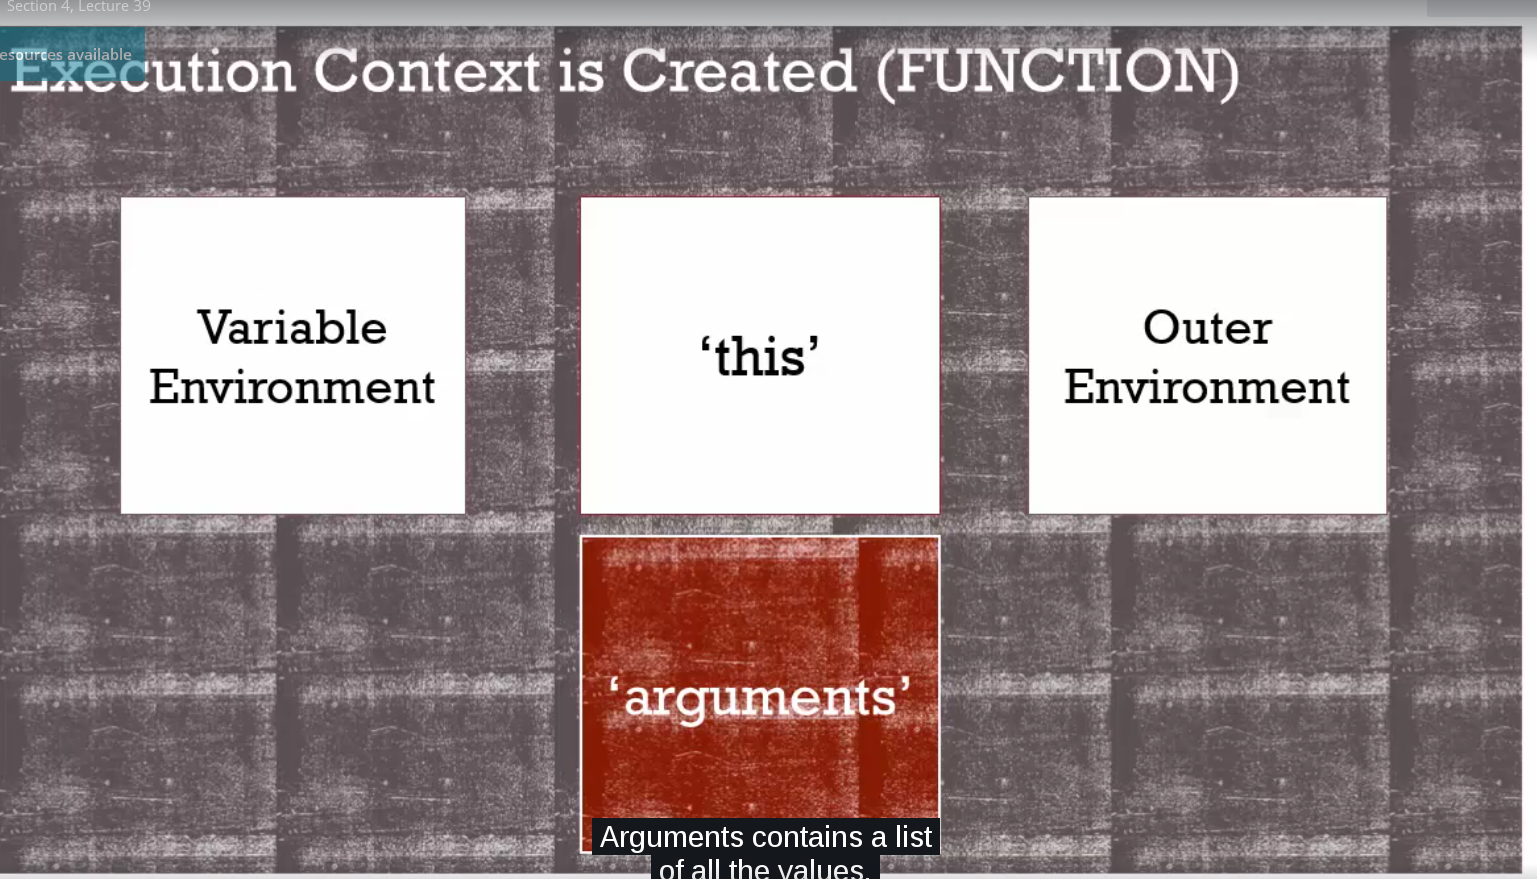 Section 4, Lecture 39
esources available
Execution Context is Created (FUNCTION)
Variable
Environment
‘this’
Outer
Environment
‘arguments’
Arguments contains a list
of all the values,